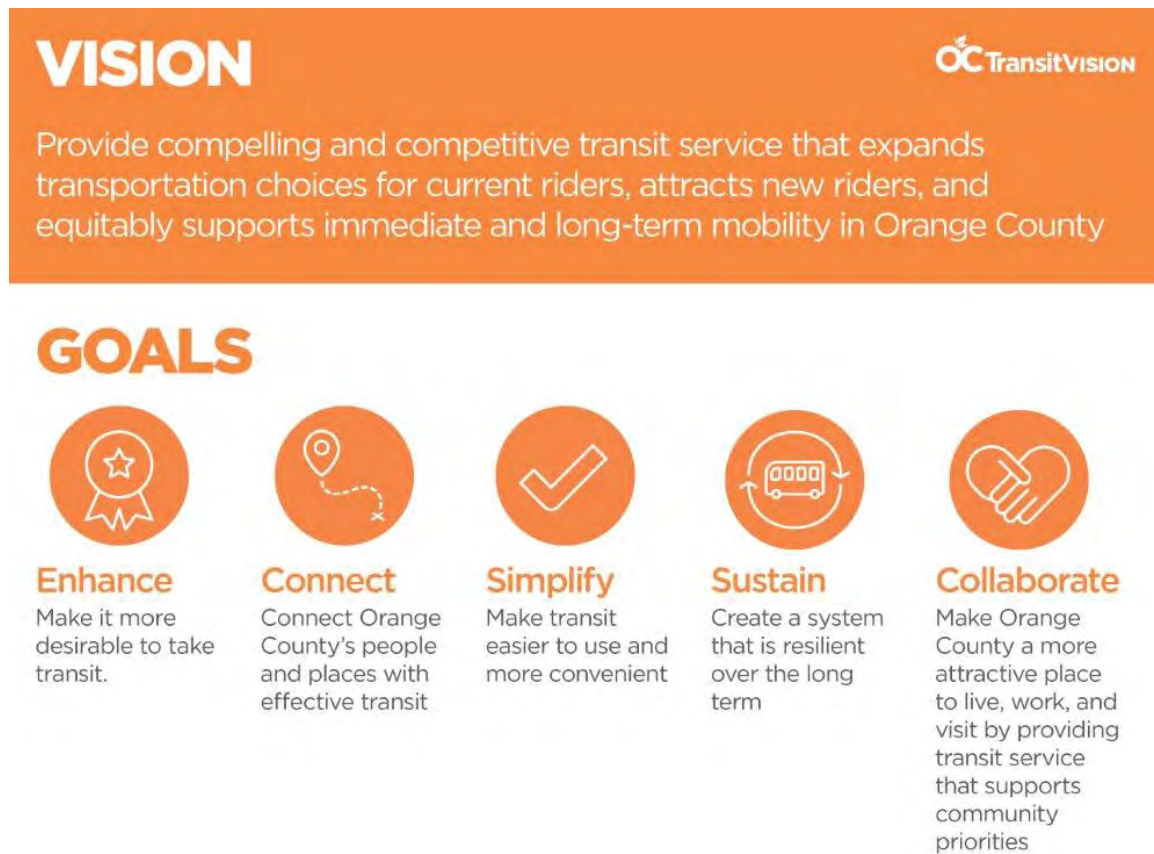 VISION
OC TransitVISION
Provide compelling and competitive transit service that expands
transportation choices for current riders, attracts new riders, and
equitably supports immediate and long-term mobility in Orange County
GOALS
Enhance
Make it more
desirable to take
transit.
Connect
Connect Orange
County's people
and places with
effective transit
Simplify
Make transit
easier to use and
more convenient
Sustain
Create a system
that is resilient
over the long
term
Collaborate
Make Orange
County a more
attractive place
to live, work, and
visit by providing
transit service
that supports
community
priorities